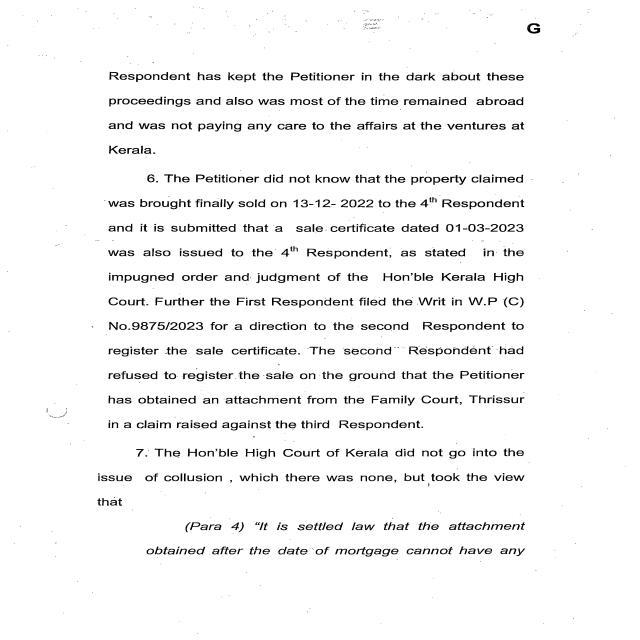 G
Respondent has kept the Petitioner in the dark about these
proceedings and also was most of the time remained abroad
and was not paying any care to the affairs at the ventures at
Kerala.
6. The Petitioner did not know that the property claimed
was brought finally sold on 13-12- 2022 to the 4th Respondent
and it is submitted that a sale certificate dated 01-03-2023
was also issued to the 4th Respondent, as stated in the
impugned order and judgment of the Hon'ble Kerala High
Court. Further the First Respondent filed the Writ in W.P (C)
No.9875/2023 for a direction to the second Respondent to
register the sale certificate. The second Respondent had
refused to register the sale on the ground that the Petitioner
has obtained an attachment from the Family Court, Thrissur
in a claim raised against the third Respondent.
7. The Hon'ble High Court of Kerala did not go into the
issue of collusion , which there was none, but took the view
that
(Para 4) "It is settled law that the attachment
obtained after the date of mortgage cannot have any